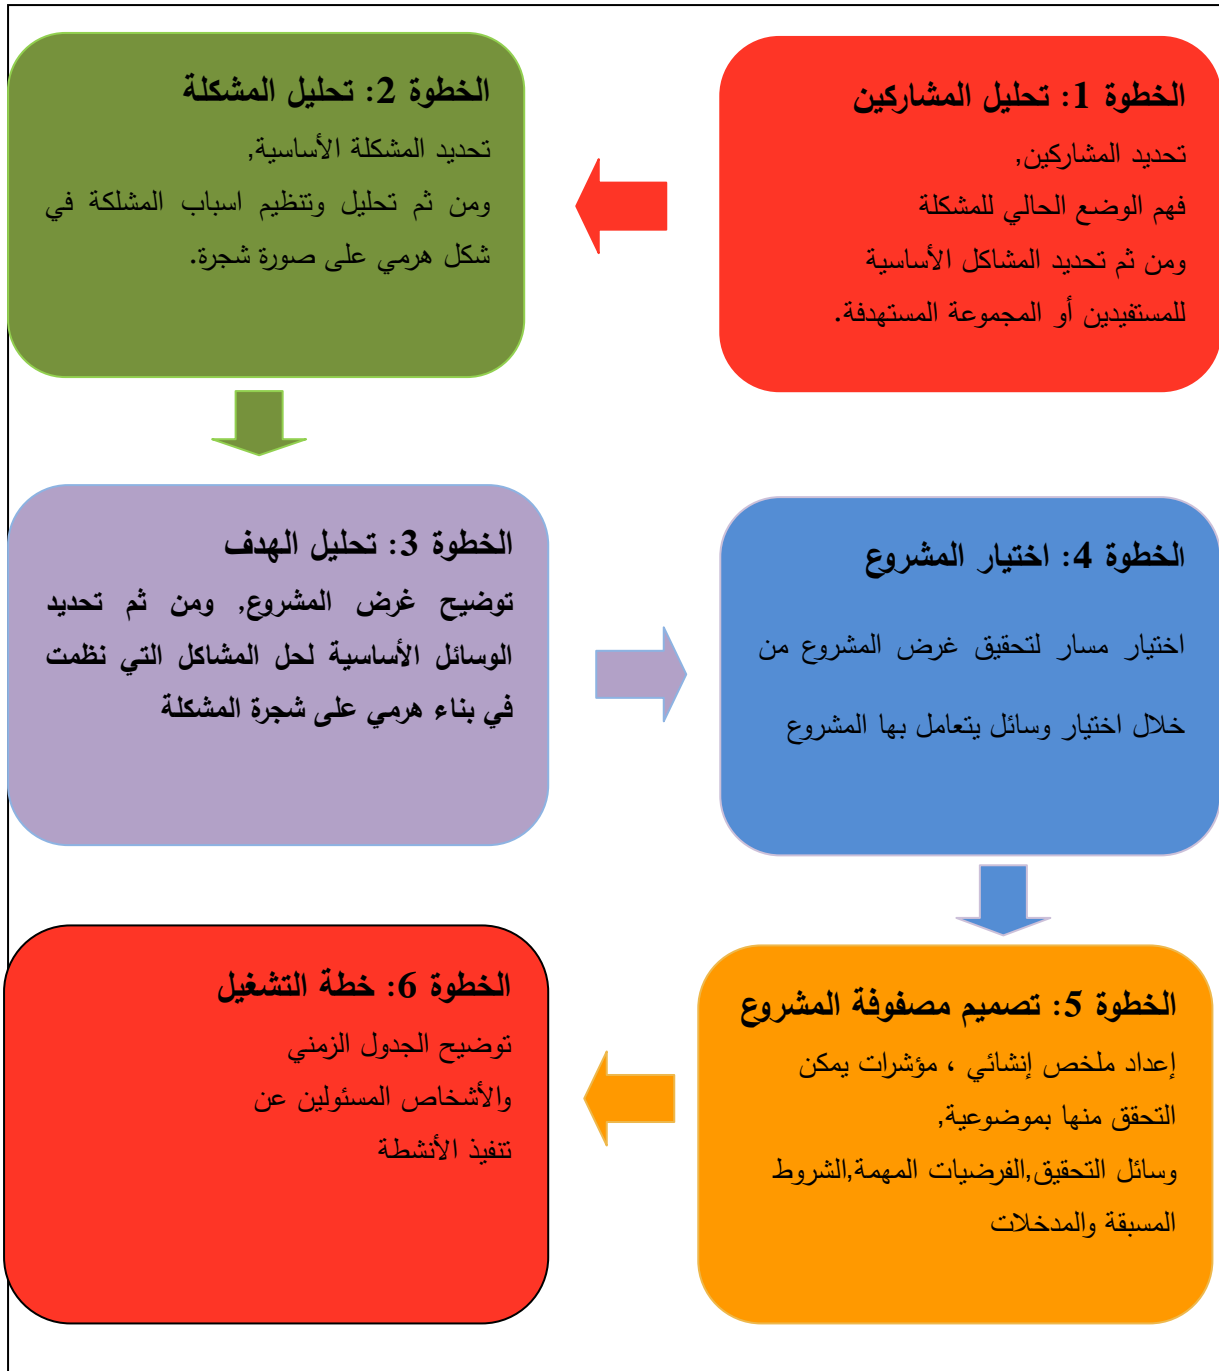 الخطوة 1: تحليل المشاركين
تحديد المشاركين,
فهم الوضع الحالي للمشكلة
ومن ثم تحديد المشاكل الأساسية
للمستفيدين أو المجموعة المستهدفة.
الخطوة 2: تحليل المشكلة
تحديد المشكلة الأساسية,
ومن ثم تحليل وتنظيم اسباب المشلكة في
شكل هرمي على صورة شجرة.
الخطوة 3: تحليل الهدف
توضيح غرض المشروع, ومن ثم تحديد
الوسائل الأساسية لحل المشاكل التي نظمت
في بناء هرمي على شجرة المشكلة
الخطوة 4: اختيار المشروع
اختيار مسار لتحقيق غرض المشروع من
خلال اختيار وسائل يتعامل بها المشروع
الخطوة 5: تصميم مصفوفة المشروع
إعداد ملخص إنشائي ، مؤشرات يمكن
التحقق منها بموضوعية,
وسائل التحقيق,الفرضيات المهمة,الشروط
المسبقة والمدخلات
الخطوة 6: خطة التشغيل
توضيح الجدول الزمني
والأشخاص المسئولين عن
تنفيذ الأنشطة